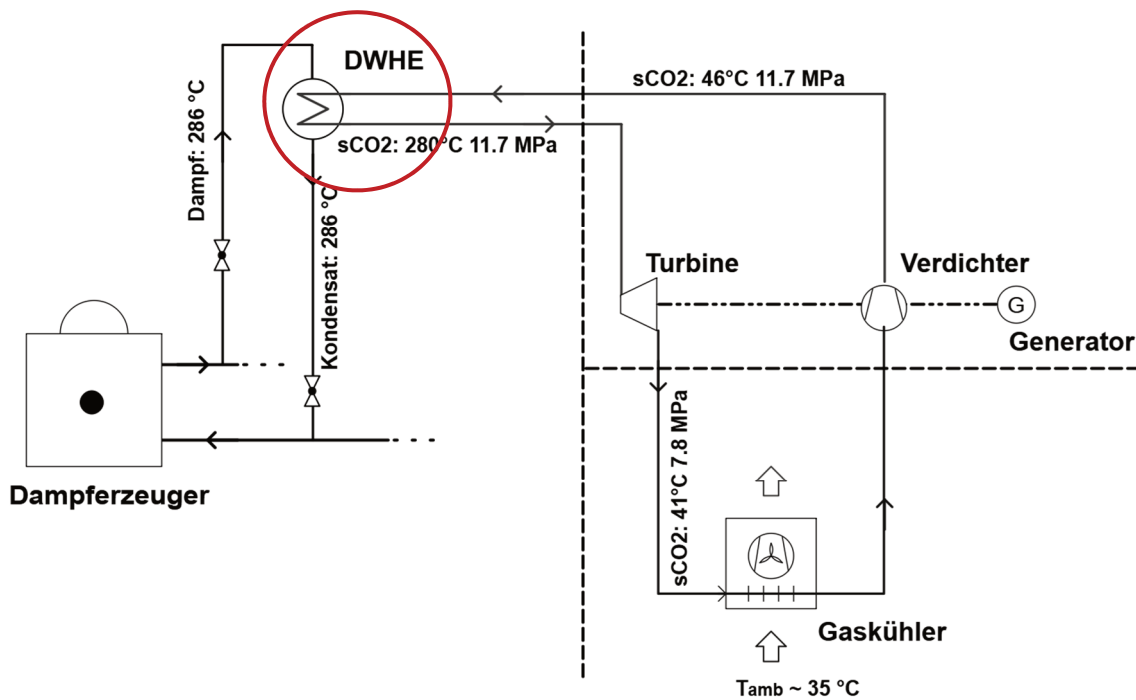 DWHE
sCO2: 46°C 11.7 MPa
sCO2: 280°C 11.7 MPa
Dampf: 286 °C
Kondensat: 286 °C
Turbine
Verdichter
G
Generator
Dampferzeuger
sCO2: 41°C 7.8 MPa
Gaskühler
Tamb ~ 35 °C